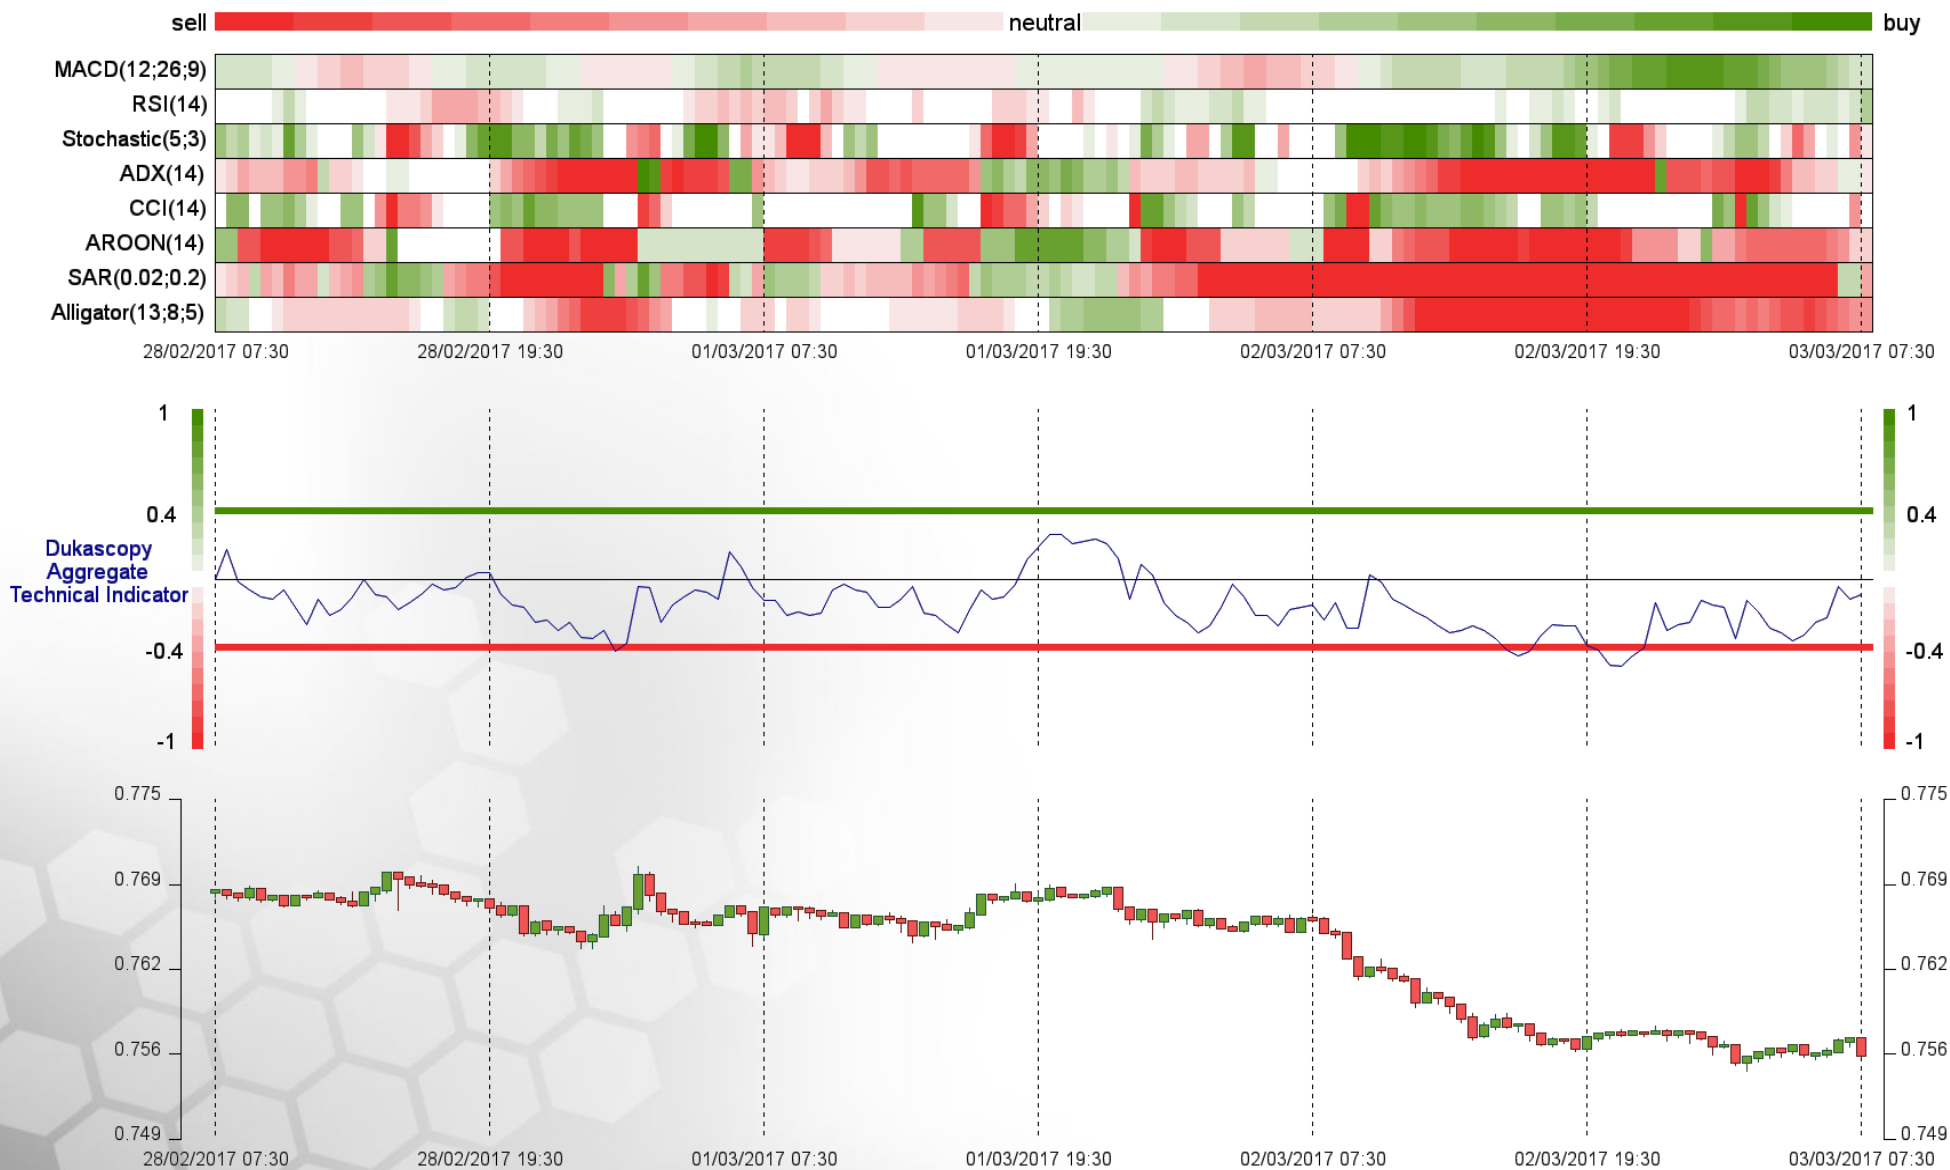 sell neutral buy
MACD(12;26;9)
RSI(14)
Stochastic(5;3)
ADX(14)
CCI(14)
AROON(14)
SAR(0.02;0.2)
Alligator(13;8;5)
28/02/2017 07:30 28/02/2017 19:30 01/03/2017 07:30 01/03/2017 19:30 02/03/2017 07:30 02/03/2017 19:30 03/03/2017 07:30
1 1
0.4 0.4
Dukascopy
Aggregate
Technical Indicator
-0.4 -0.4
-1 -1
0.775 0.775
0.769 0.769
0.762 0.762
0.756 0.756
0.749 0.749
28/02/2017 07:30 28/02/2017 19:30 01/03/2017 07:30 01/03/2017 19:30 02/03/2017 07:30 02/03/2017 19:30 03/03/2017 07:30